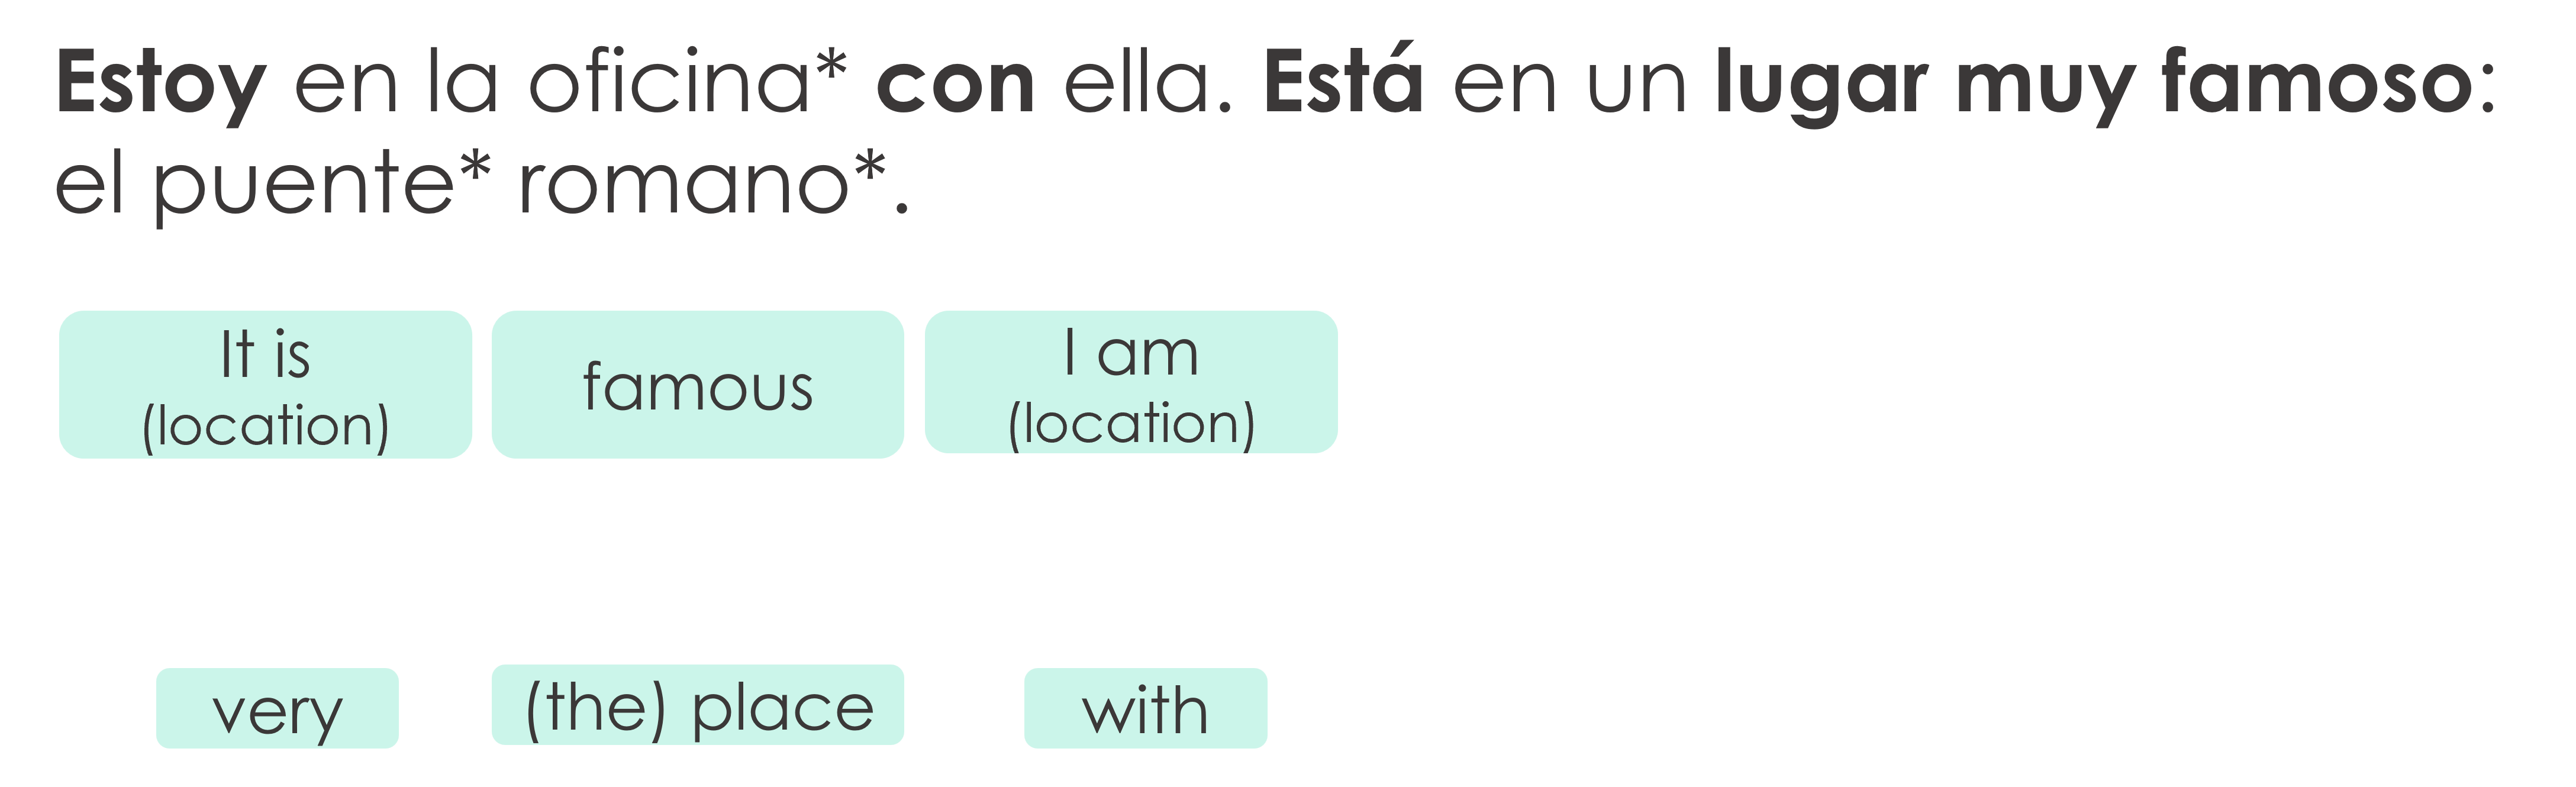 Estoy en la oficina* con ella. Está en un lugar muy famoso:
el puente* romano*.
It is
(location)
famous
I am
(location)
very
(the) place
with